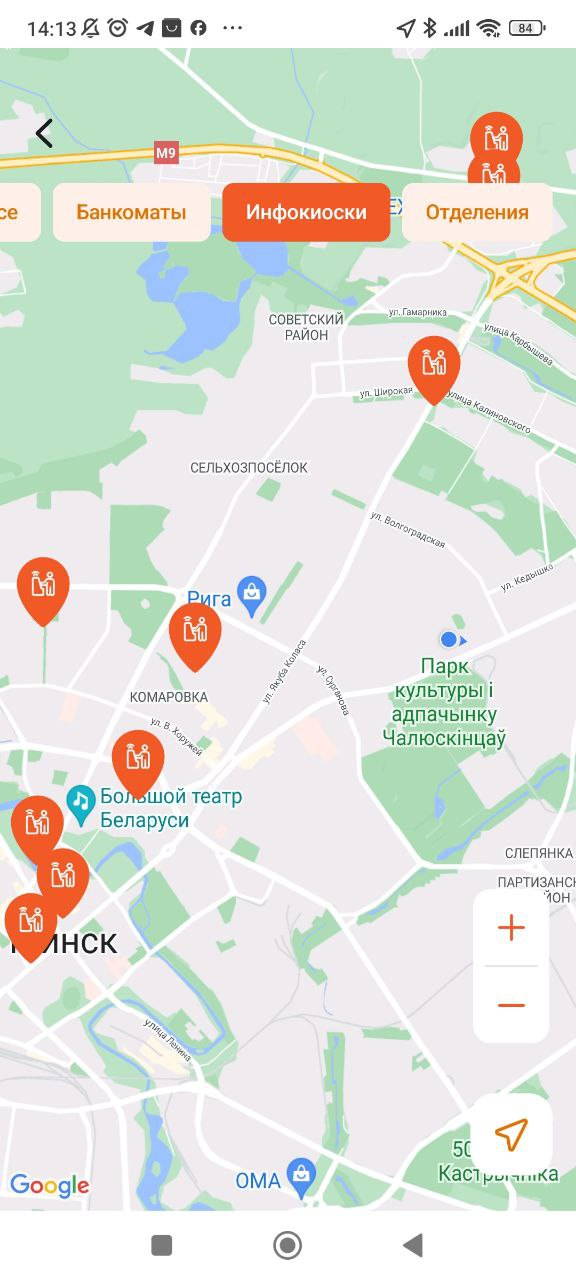 14:13
84
M9
се
Банкоматы
Инфокиоски
Отделения
ул. Гамарника
СОВЕТСКИЙ
РАЙОН
улица Карбышева
ул. Широкая
улица Калиновского
СЕЛЬХОЗПОСЁЛОК
ул. Волгоградская
ул. Кедышко
Рига
ул. Якуба Коласа
ул. Сурганова
Парк
культуры і
адпачынку
Чалюскінцаў
КОМАРОВКА
ул. В. Хоружей
Большой театр
Беларуси
СЛЕПЯНКА
ПАРТИЗАНСК
ЙОН
ИНСК
улица Ленина
50
Кастрычніка
ОМА
Google